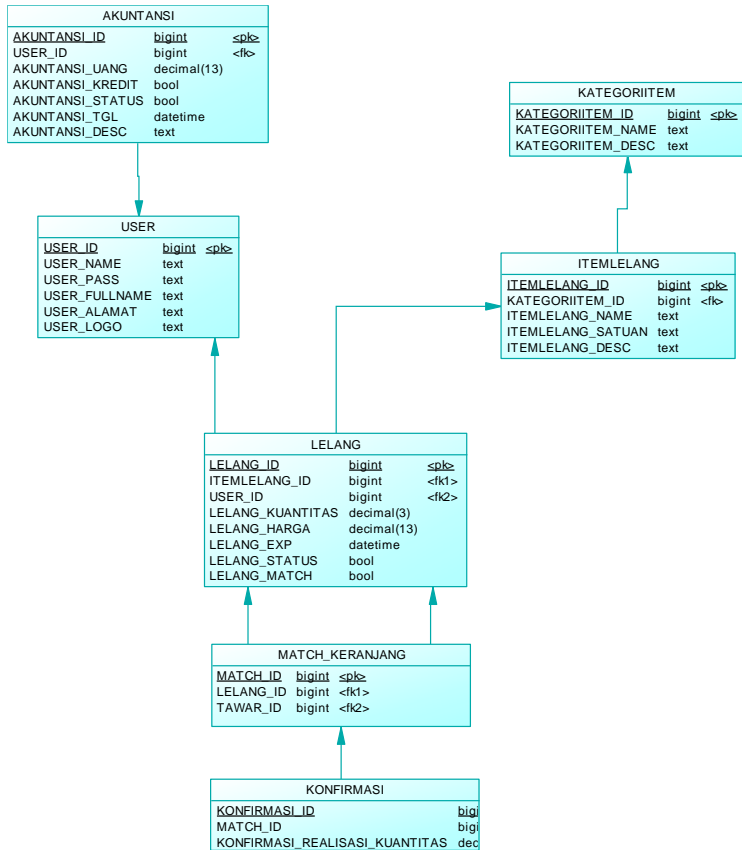 AKUNTANSI
AKUNTANSI_ID bigint <pk>
USER_ID bigint <fk>
AKUNTANSI_UANG decimal(13)
AKUNTANSI_KREDIT bool
AKUNTANSI_STATUS bool
AKUNTANSI_TGL datetime
AKUNTANSI_DESC text
KATEGORIITEM
KATEGORIITEM_ID bigint <pk>
KATEGORIITEM_NAME text
KATEGORIITEM_DESC text
USER
USER_ID bigint <pk>
USER_NAME text
USER_PASS text
USER_FULLNAME text
USER_ALAMAT text
USER_LOGO text
ITEMLELANG
ITEMLELANG_ID bigint <pk>
KATEGORIITEM_ID bigint <fk>
ITEMLELANG_NAME text
ITEMLELANG_SATUAN text
ITEMLELANG_DESC text
LELANG
LELANG_ID bigint <pk>
ITEMLELANG_ID bigint <fk1>
USER_ID bigint <fk2>
LELANG_KUANTITAS decimal(3)
LELANG_HARGA decimal(13)
LELANG_EXP datetime
LELANG_STATUS bool
LELANG_MATCH bool
MATCH_KERANJANG
MATCH_ID bigint <pk>
LELANG_ID bigint <fk1>
TAWAR_ID bigint <fk2>
KONFIRMASI
KONFIRMASI_ID bigi
MATCH_ID bigi
KONFIRMASI_REALISASI_KUANTITAS dec